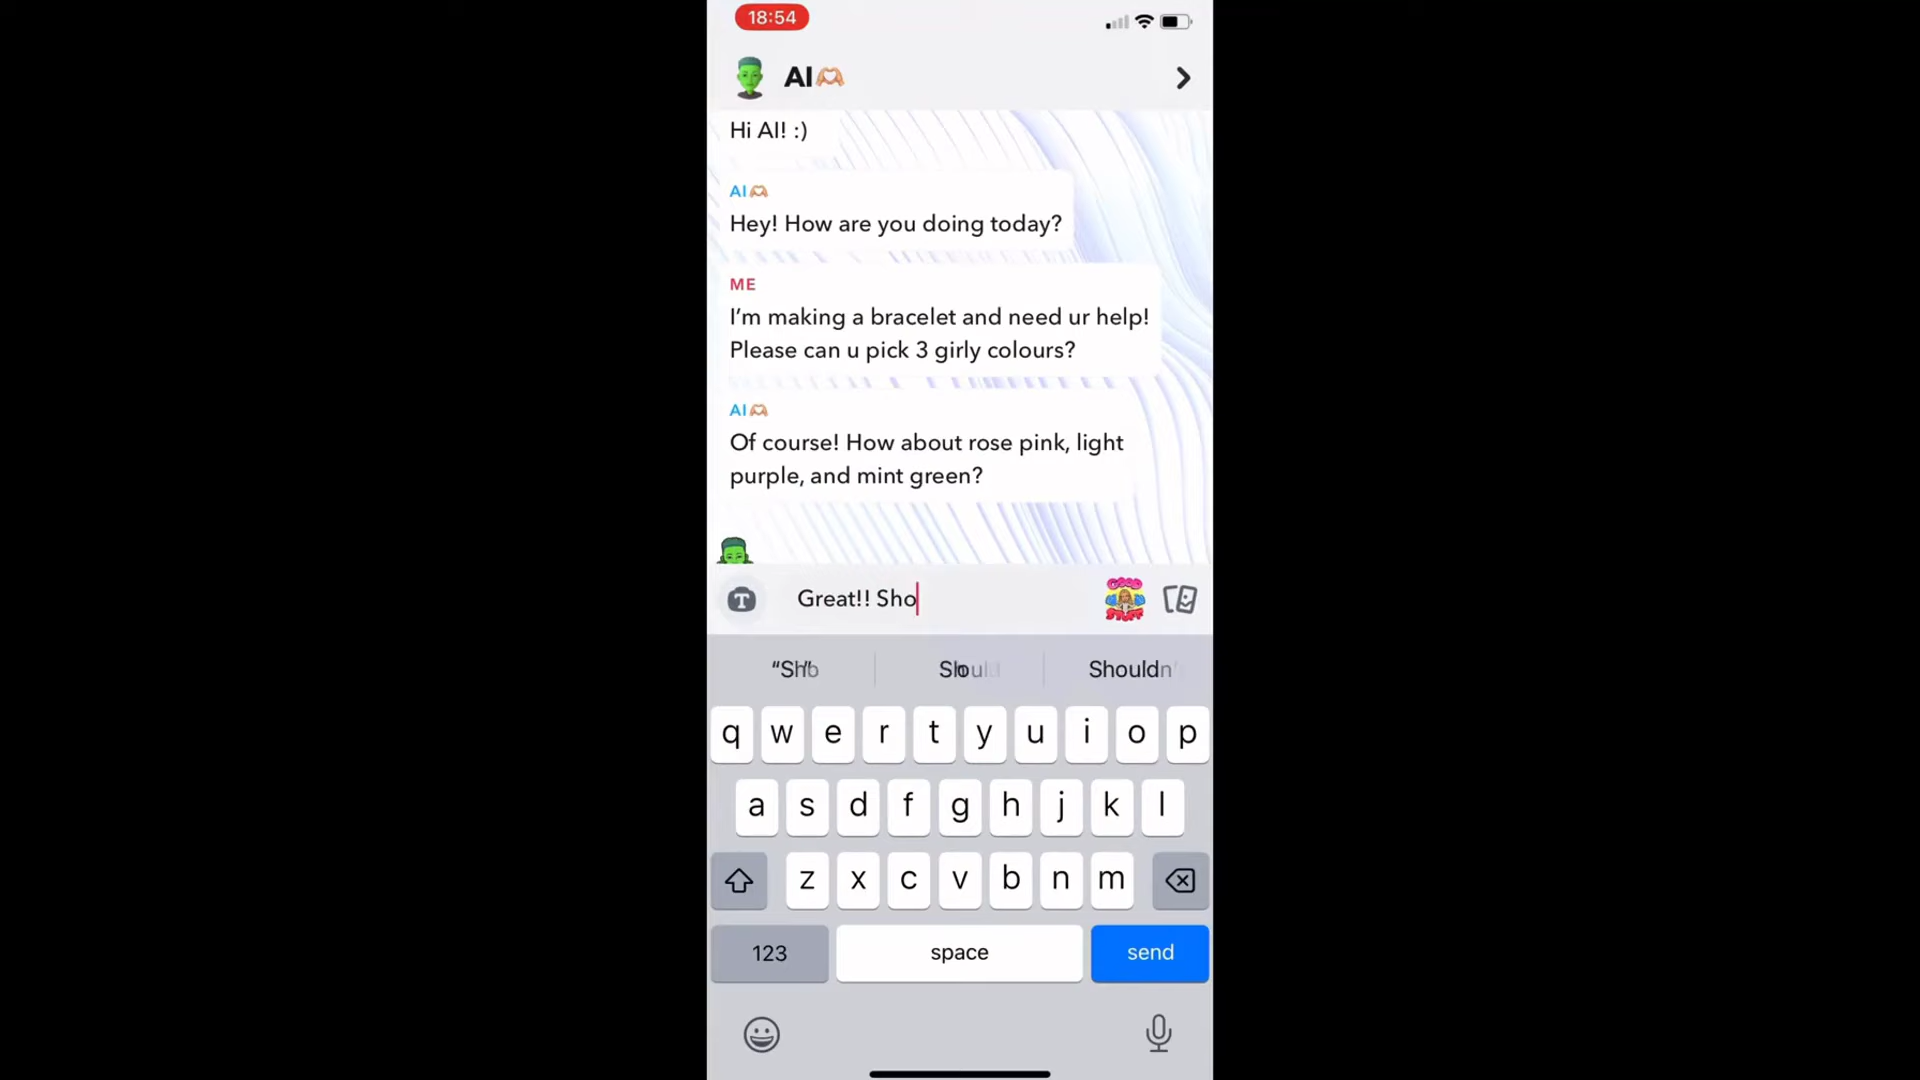 18:54
AI🫶🏼
Hi AI! :)
AI🫶🏼
Hey! How are you doing today?
ME
I’m making a bracelet and need ur help!
Please can u pick 3 girly colours?
AI🫶🏼
Of course! How about rose pink, light
purple, and mint green?
T
Great!! Sho
GOOD
STUFF
Shouldn'
q w e r t y u i o p
a s d f g h j k l
z x c v b n m
123 space send